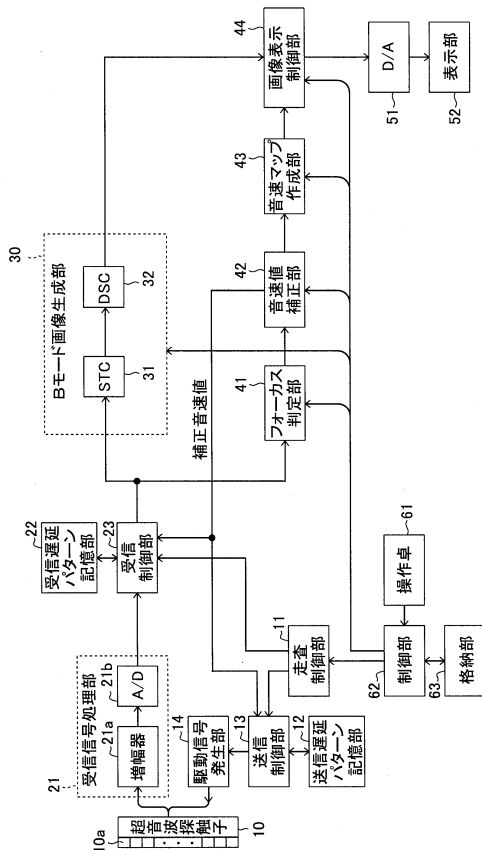 10a
超音波探触子
10
21
受信信号処理部
増幅器
21a
A/D
21b
駆動信号
発生部
14
送信
制御部
13
送信遅延
パターン
記憶部
12
走査
制御部
11
受信遅延
パターン
記憶部
22
受信
制御部
23
補正音速値
30
Bモード画像生成部
STC
31
DSC
32
フォーカス
判定部
41
音速値
補正部
42
音速マップ
作成部
43
画像表示
制御部
44
D/A
51
表示部
52
操作卓
61
制御部
62
格納部
63